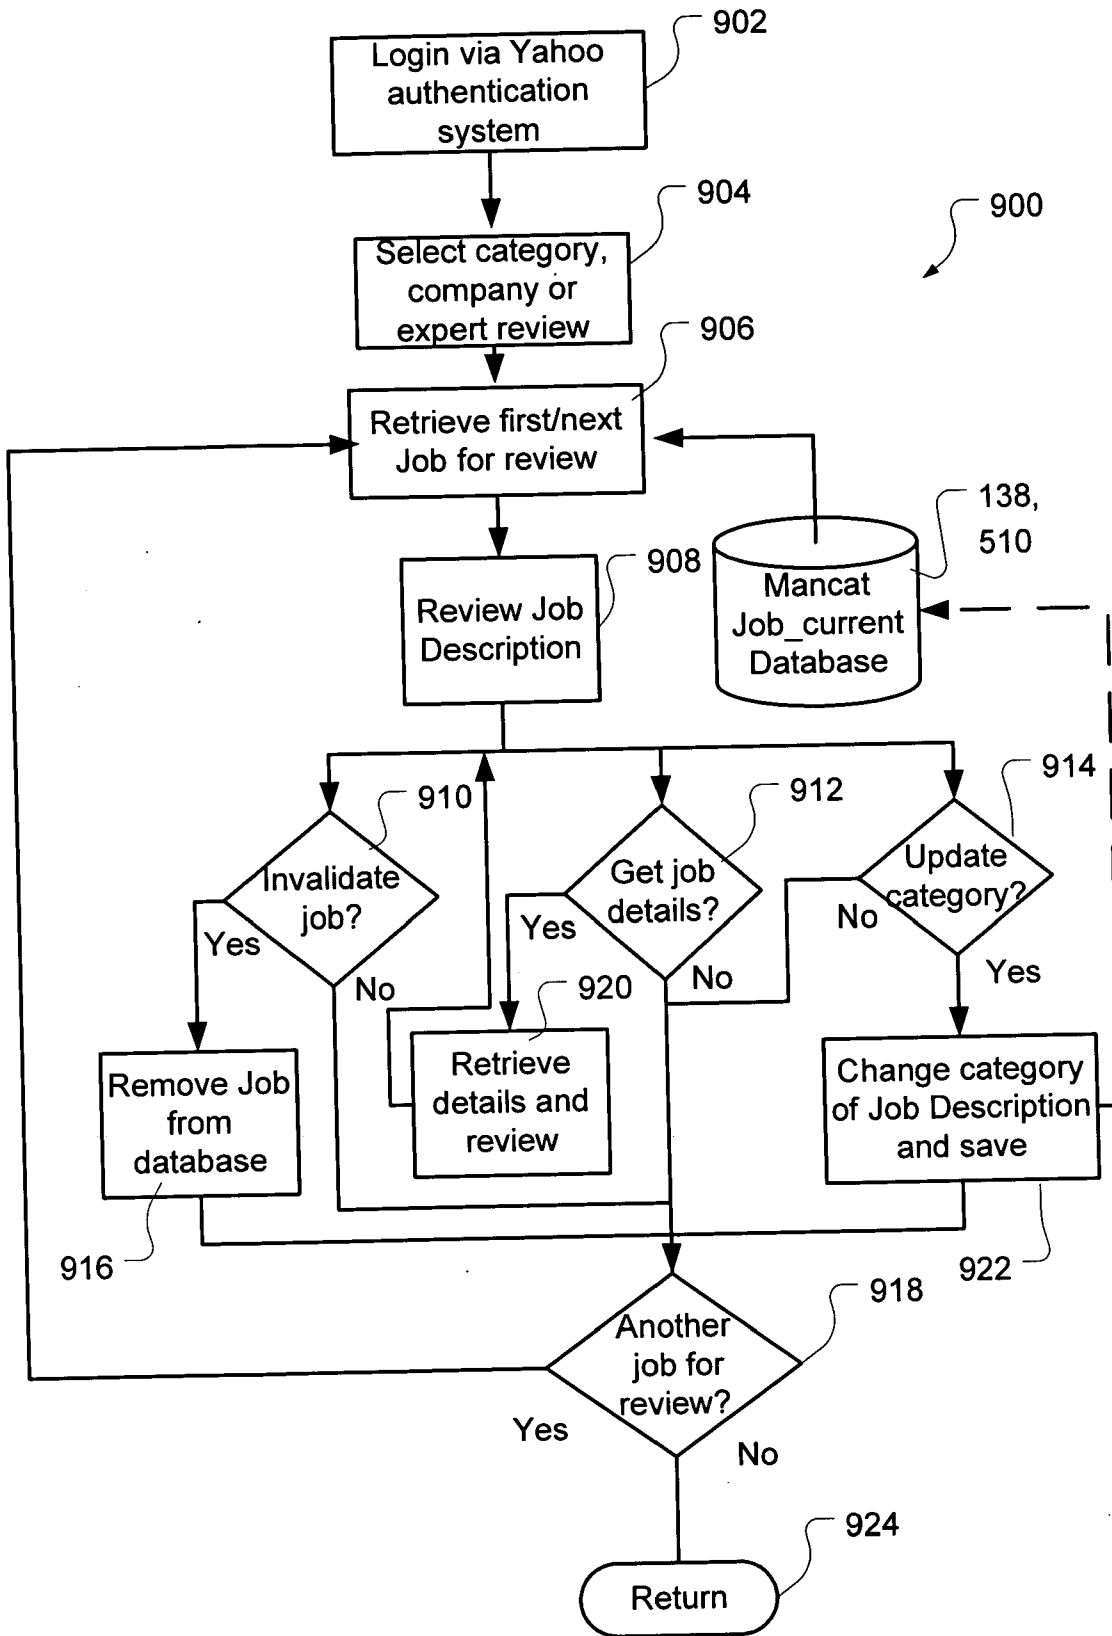 902
Login via Yahoo
authentication
system
904
900
Select category,
company or
expert review
906
Retrieve first/next
Job for review
138,
510
908
Mancat
Job_current
Database
Review Job
Description
910
912
914
Invalidate
job?
Get job
details?
Update
category?
Yes
No
Yes
No
No
Yes
920
Remove Job
from
database
Retrieve
details and
review
Change category
of Job Description
and save
916
922
918
Another
job for
review?
Yes
No
924
Return